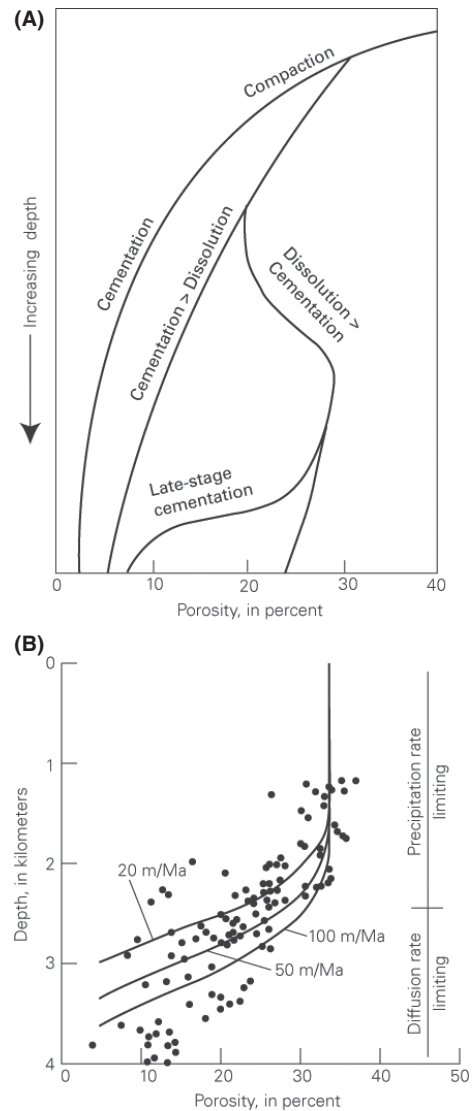 (A)
Compaction
Cementation
Cementation > Dissolution
Dissolution >
Cementation
Late-stage
cementation
Increasing depth
0 10 20 30 40
Porosity, in percent
(B)
0
1
2
3
4
Depth, in kilometers
20 m/Ma
100 m/Ma
50 m/Ma
Precipitation rate
limiting
Diffusion rate
limiting
0 10 20 30 40 50
Porosity, in percent